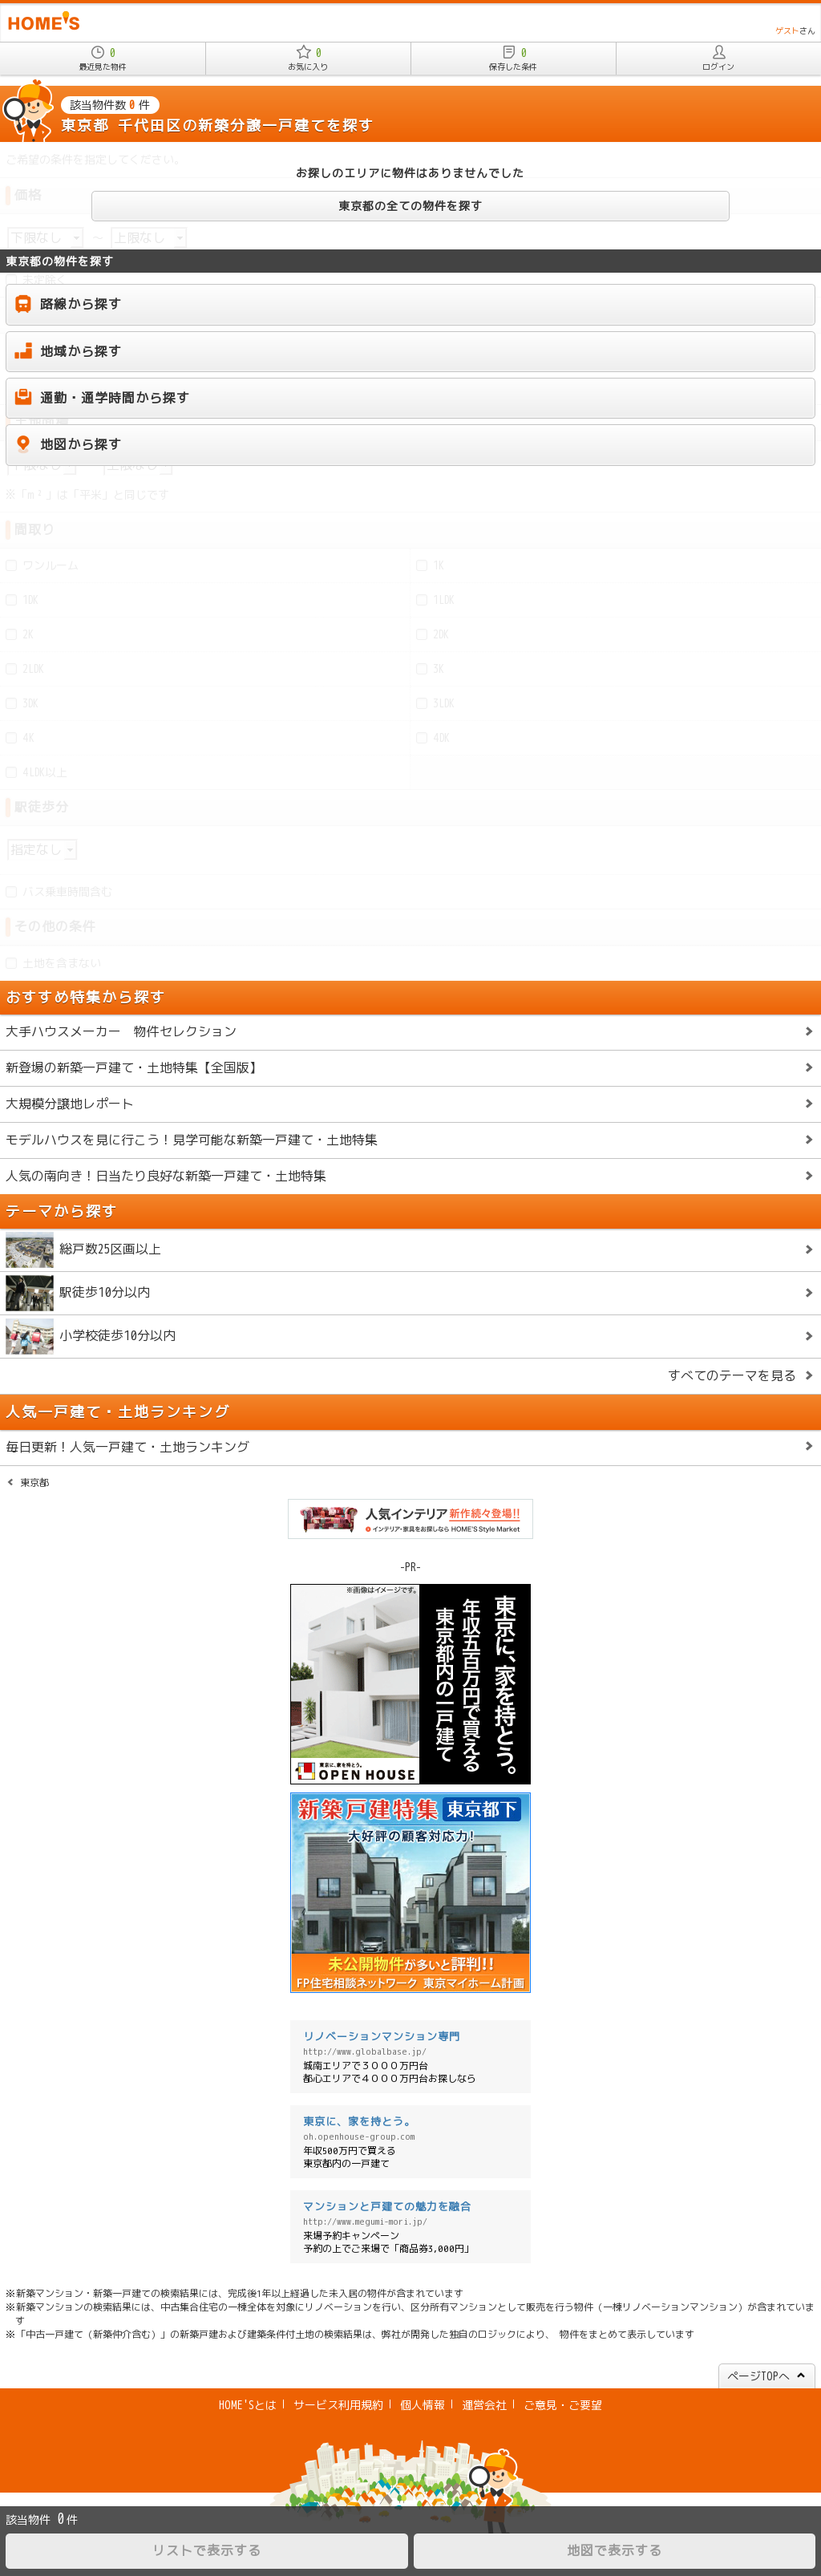 HOME'S
ゲストさん
0
最近見た物件
0
お気に入り
0
保存した条件
ログイン
該当物件数 0 件
東京都 千代田区の新築分譲一戸建てを探す
ご希望の条件を指定してください。
お探しのエリアに物件はありませんでした
価格
東京都の全ての物件を探す
下限なし ～ 上限なし
東京都の物件を探す
未定除く
路線から探す
地域から探す
通勤・通学時間から探す
地図から探す
※「m²」は「平米」と同じです
間取り
ワンルーム
1K
1DK
1LDK
2K
2DK
2LDK
3K
3DK
3LDK
4K
4DK
4LDK以上
駅徒歩分
指定なし
バス乗車時間含む
その他の条件
土地を含まない
おすすめ特集から探す
大手ハウスメーカー 物件セレクション
新登場の新築一戸建て・土地特集【全国版】
大規模分譲地レポート
モデルハウスを見に行こう！見学可能な新築一戸建て・土地特集
人気の南向き！日当たり良好な新築一戸建て・土地特集
テーマから探す
総戸数25区画以上
駅徒歩10分以内
小学校徒歩10分以内
すべてのテーマを見る
人気一戸建て・土地ランキング
毎日更新！人気一戸建て・土地ランキング
東京都
人気インテリア 新作続々登場!!
インテリア・家具をお探しなら HOME'S Style Market
-PR-
※画像はイメージです。
東京に、家を持とう。
年収五百万円で買える
東京都内の一戸建て
東京に、家を持とう。
OPEN HOUSE
新築戸建特集 東京都下
大好評の顧客対応力!
未公開物件が多いと評判!!
FP住宅相談ネットワーク 東京マイホーム計画
リノベーションマンション専門
http://www.globalbase.jp/
城南エリアで３０００万円台
都心エリアで４０００万円台お探しなら
東京に、家を持とう。
oh.openhouse-group.com
年収500万円で買える
東京都内の一戸建て
マンションと戸建ての魅力を融合
http://www.megumi-mori.jp/
来場予約キャンペーン
予約の上でご来場で「商品券3,000円」
※新築マンション・新築一戸建ての検索結果には、完成後1年以上経過した未入居の物件が含まれています
※新築マンションの検索結果には、中古集合住宅の一棟全体を対象にリノベーションを行い、区分所有マンションとして販売を行う物件（一棟リノベーションマンション）が含まれていま
す
※「中古一戸建て（新築仲介含む）」の新築戸建および建築条件付土地の検索結果は、弊社が開発した独自のロジックにより、 物件をまとめて表示しています
ページTOPへ
HOME'Sとは | サービス利用規約 | 個人情報 | 運営会社 | ご意見・ご要望
該当物件 0 件
リストで表示する
地図で表示する